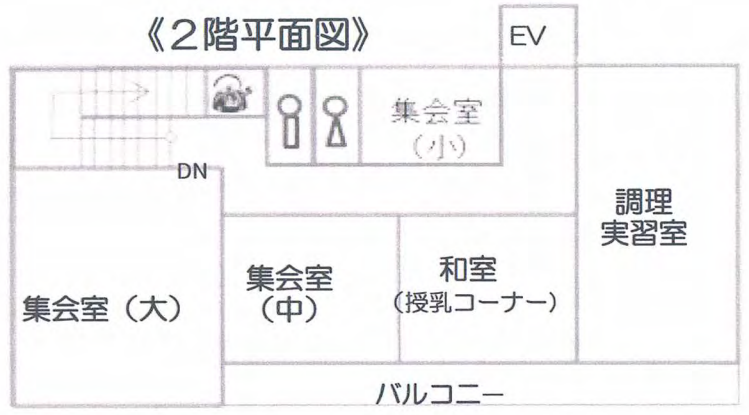 《２階平面図》
EV
集会室
（小）
DN
調理
実習室
集会室（大）
集会室
（中）
和室
（授乳コーナー）
バルコニー